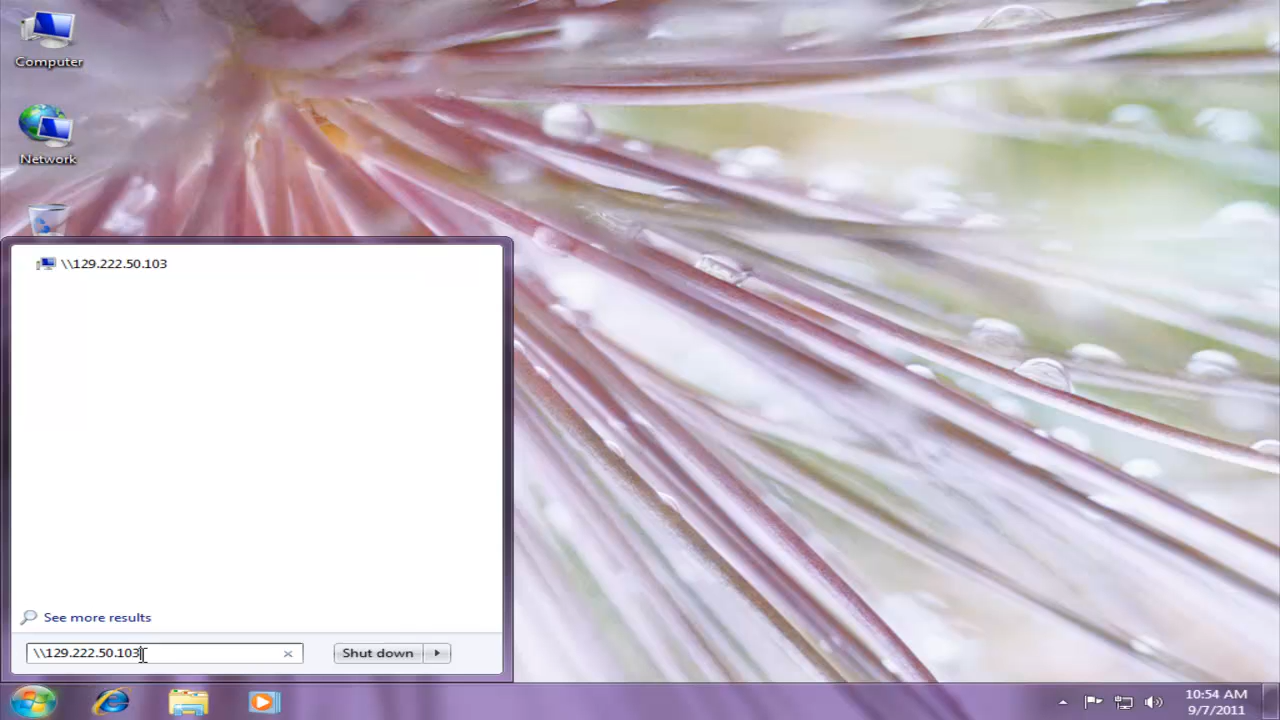 Computer
Network
\\129.222.50.103
See more results
\\129.222.50.103
Shut down
10:54 AM
9/7/2011